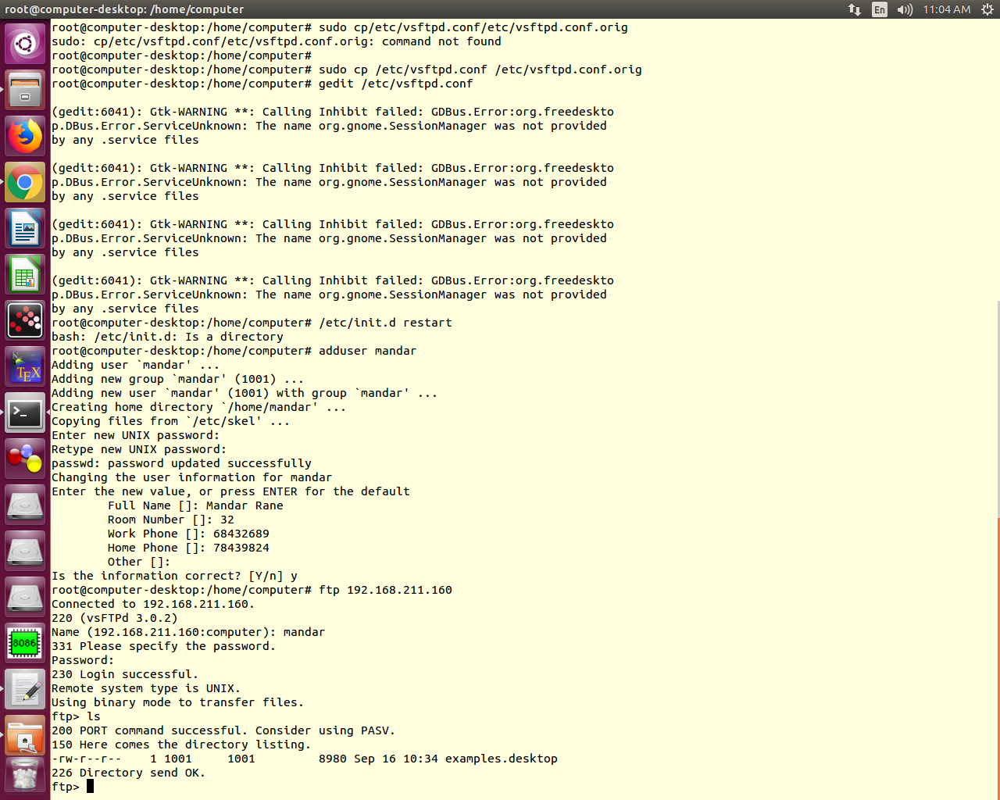 root@computer-desktop: /home/computer
En
11:04 AM
root@computer-desktop:/home/computer# sudo cp/etc/vsftpd.conf/etc/vsftpd.conf.orig
sudo: cp/etc/vsftpd.conf/etc/vsftpd.conf.orig: command not found
root@computer-desktop:/home/computer#
root@computer-desktop:/home/computer# sudo cp /etc/vsftpd.conf /etc/vsftpd.conf.orig
root@computer-desktop:/home/computer# gedit /etc/vsftpd.conf
(gedit:6041): Gtk-WARNING **: Calling Inhibit failed: GDBus.Error:org.freedeskto
p.DBus.Error.ServiceUnknown: The name org.gnome.SessionManager was not provided
by any .service files
(gedit:6041): Gtk-WARNING **: Calling Inhibit failed: GDBus.Error:org.freedeskto
p.DBus.Error.ServiceUnknown: The name org.gnome.SessionManager was not provided
by any .service files
(gedit:6041): Gtk-WARNING **: Calling Inhibit failed: GDBus.Error:org.freedeskto
p.DBus.Error.ServiceUnknown: The name org.gnome.SessionManager was not provided
by any .service files
(gedit:6041): Gtk-WARNING **: Calling Inhibit failed: GDBus.Error:org.freedeskto
p.DBus.Error.ServiceUnknown: The name org.gnome.SessionManager was not provided
by any .service files
root@computer-desktop:/home/computer# /etc/init.d restart
bash: /etc/init.d: Is a directory
root@computer-desktop:/home/computer# adduser mandar
Adding user `mandar' ...
Adding new group `mandar' (1001) ...
Adding new user `mandar' (1001) with group `mandar' ...
Creating home directory `/home/mandar' ...
Copying files from `/etc/skel' ...
Enter new UNIX password:
Retype new UNIX password:
passwd: password updated successfully
Changing the user information for mandar
Enter the new value, or press ENTER for the default
Full Name []: Mandar Rane
Room Number []: 32
Work Phone []: 68432689
Home Phone []: 78439824
Other []:
Is the information correct? [Y/n] y
root@computer-desktop:/home/computer# ftp 192.168.211.160
Connected to 192.168.211.160.
220 (vsFTPd 3.0.2)
Name (192.168.211.160:computer): mandar
331 Please specify the password.
Password:
230 Login successful.
Remote system type is UNIX.
Using binary mode to transfer files.
ftp> ls
200 PORT command successful. Consider using PASV.
150 Here comes the directory listing.
-rw-r--r--    1 1001     1001         8980 Sep 16 10:34 examples.desktop
226 Directory send OK.
ftp>
TEX
>_
8086